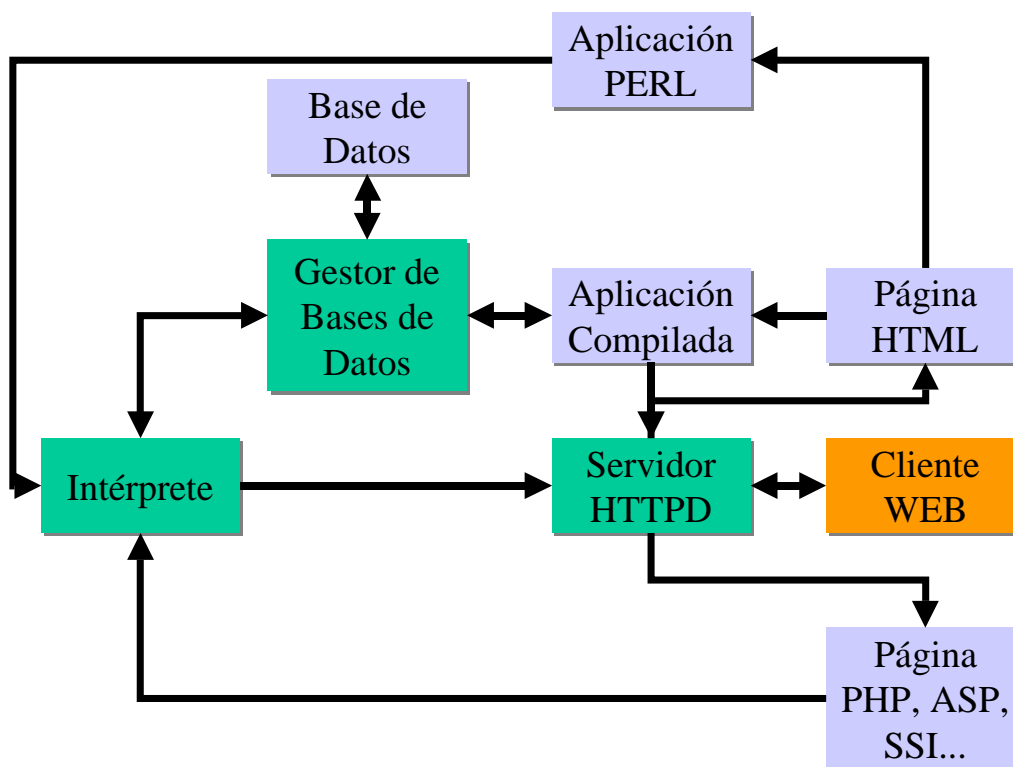 Aplicación
PERL
Base de
Datos
Gestor de
Bases de
Datos
Aplicación
Compilada
Página
HTML
Intérprete
Servidor
HTTPD
Cliente
WEB
Página
PHP, ASP,
SSI...